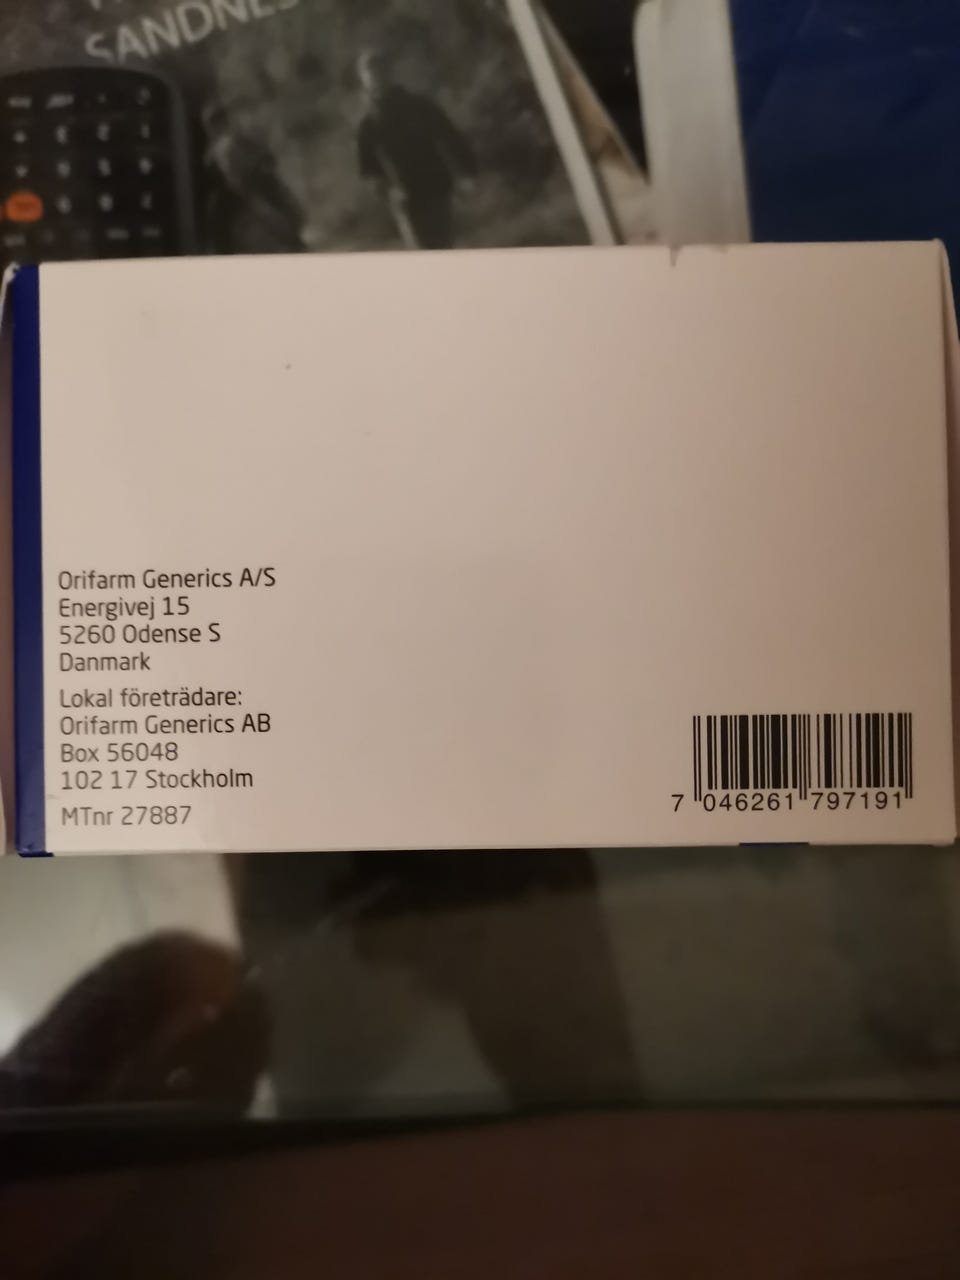 SANDNES
Orifarm Generics A/S
Energivej 15
5260 Odense S
Danmark
Lokal företrädare:
Orifarm Generics AB
Box 56048
102 17 Stockholm
MTnr 27887
7 046261 797191